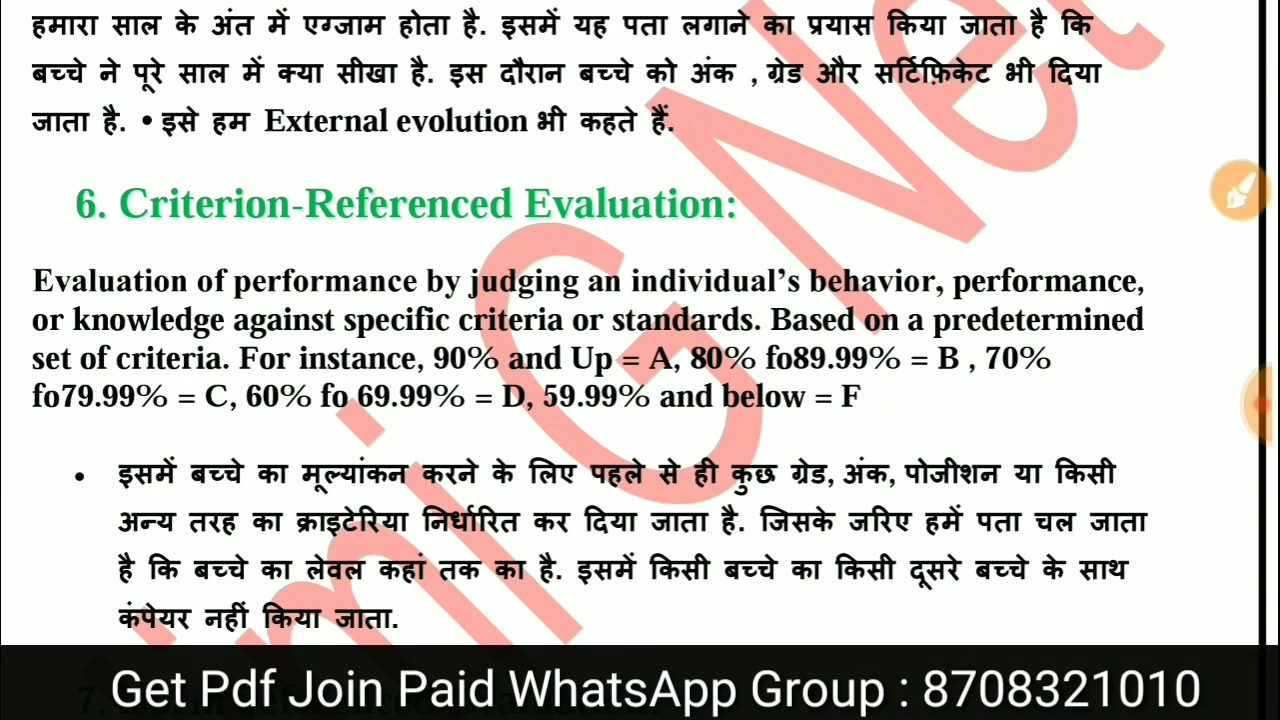 हमारा साल के अंत में एग्जाम होता है. इसमें यह पता लगाने का प्रयास किया जाता है कि
बच्चे ने पूरे साल में क्या सीखा है. इस दौरान बच्चे को अंक , ग्रेड और सर्टिफ़िकेट भी दिया
जाता है. • इसे हम External evolution भी कहते हैं.
6. Criterion-Referenced Evaluation:
Evaluation of performance by judging an individual’s behavior, performance,
or knowledge against specific criteria or standards. Based on a predetermined
set of criteria. For instance, 90% and Up = A, 80% fo89.99% = B , 70%
fo79.99% = C, 60% fo 69.99% = D, 59.99% and below = F
• इसमें बच्चे का मूल्यांकन करने के लिए पहले से ही कुछ ग्रेड, अंक, पोजीशन या किसी
अन्य तरह का क्राइटेरिया निर्धारित कर दिया जाता है. जिसके जरिए हमें पता चल जाता
है कि बच्चे का लेवल कहां तक का है. इसमें किसी बच्चे का किसी दूसरे बच्चे के साथ
कंपेयर नहीं किया जाता.
Get Pdf Join Paid WhatsApp Group : 8708321010